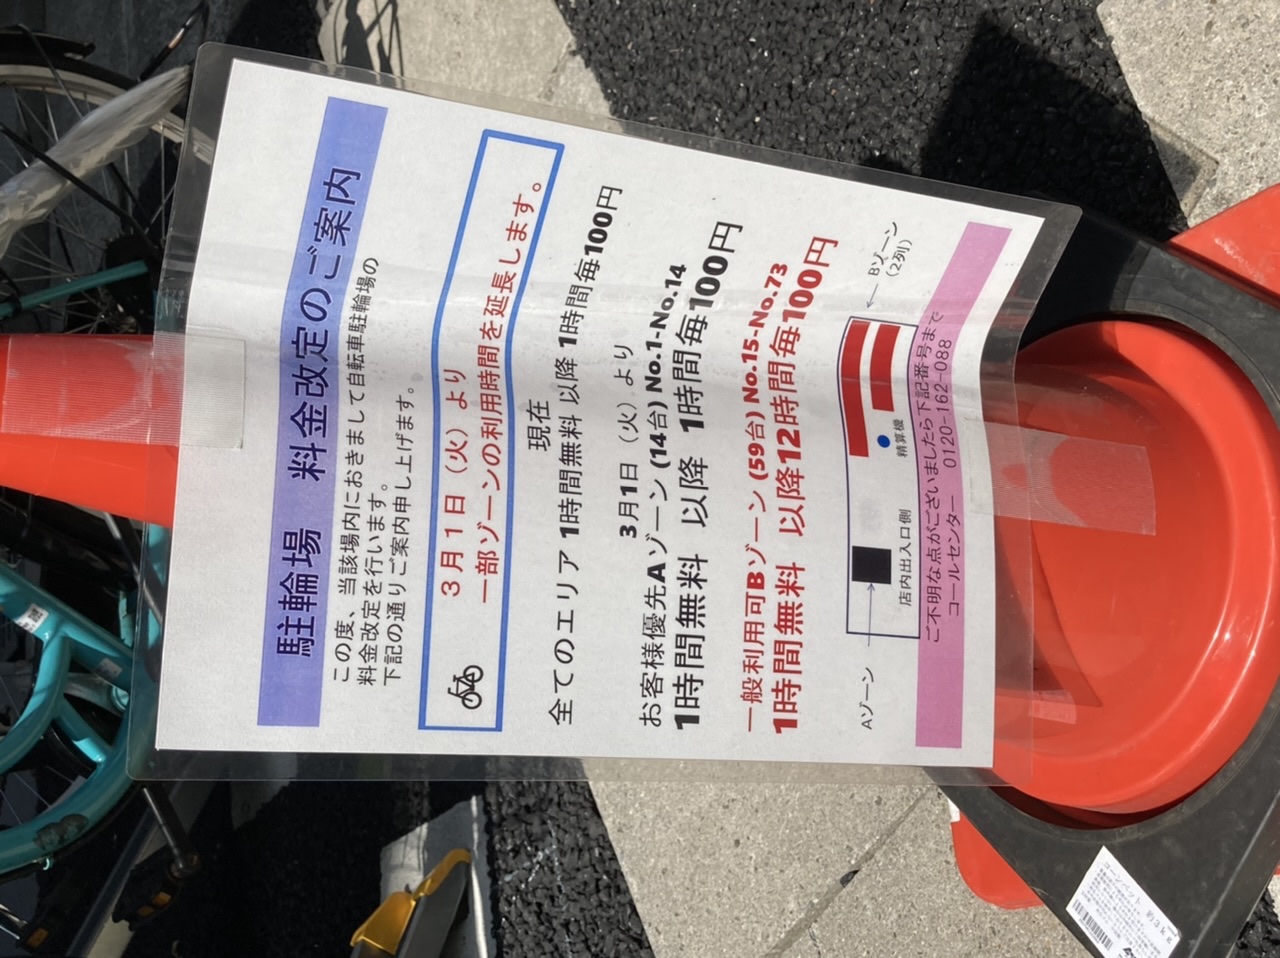 駐輪場　料金改定のご案内
この度、当該場内におきまして自転車駐輪場の
料金改定を行います。
下記の通りご案内申し上げます。
３月１日（火）より
一部ゾーンの利用時間を延長します。
現在
全てのエリア 1時間無料 以降 1時間毎100円
3月1日（火）より
お客様優先Aゾーン (14台) No.1-No.14
1時間無料　以降　1時間毎100円
一般利用可Bゾーン (59台) No.15-No.73
1時間無料　以降12時間毎100円
Bゾーン
(2列)
精算機
店内出入口側
Aゾーン
ご不明な点がございましたら下記番号まで
コールセンター　0120-162-088
コーンベット 約3kg